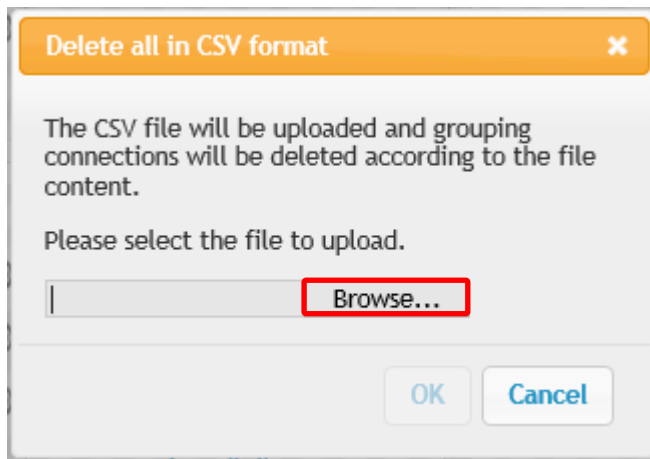 Delete all in CSV format
The CSV file will be uploaded and grouping
connections will be deleted according to the file
content.
Please select the file to upload.
Browse...
OK Cancel